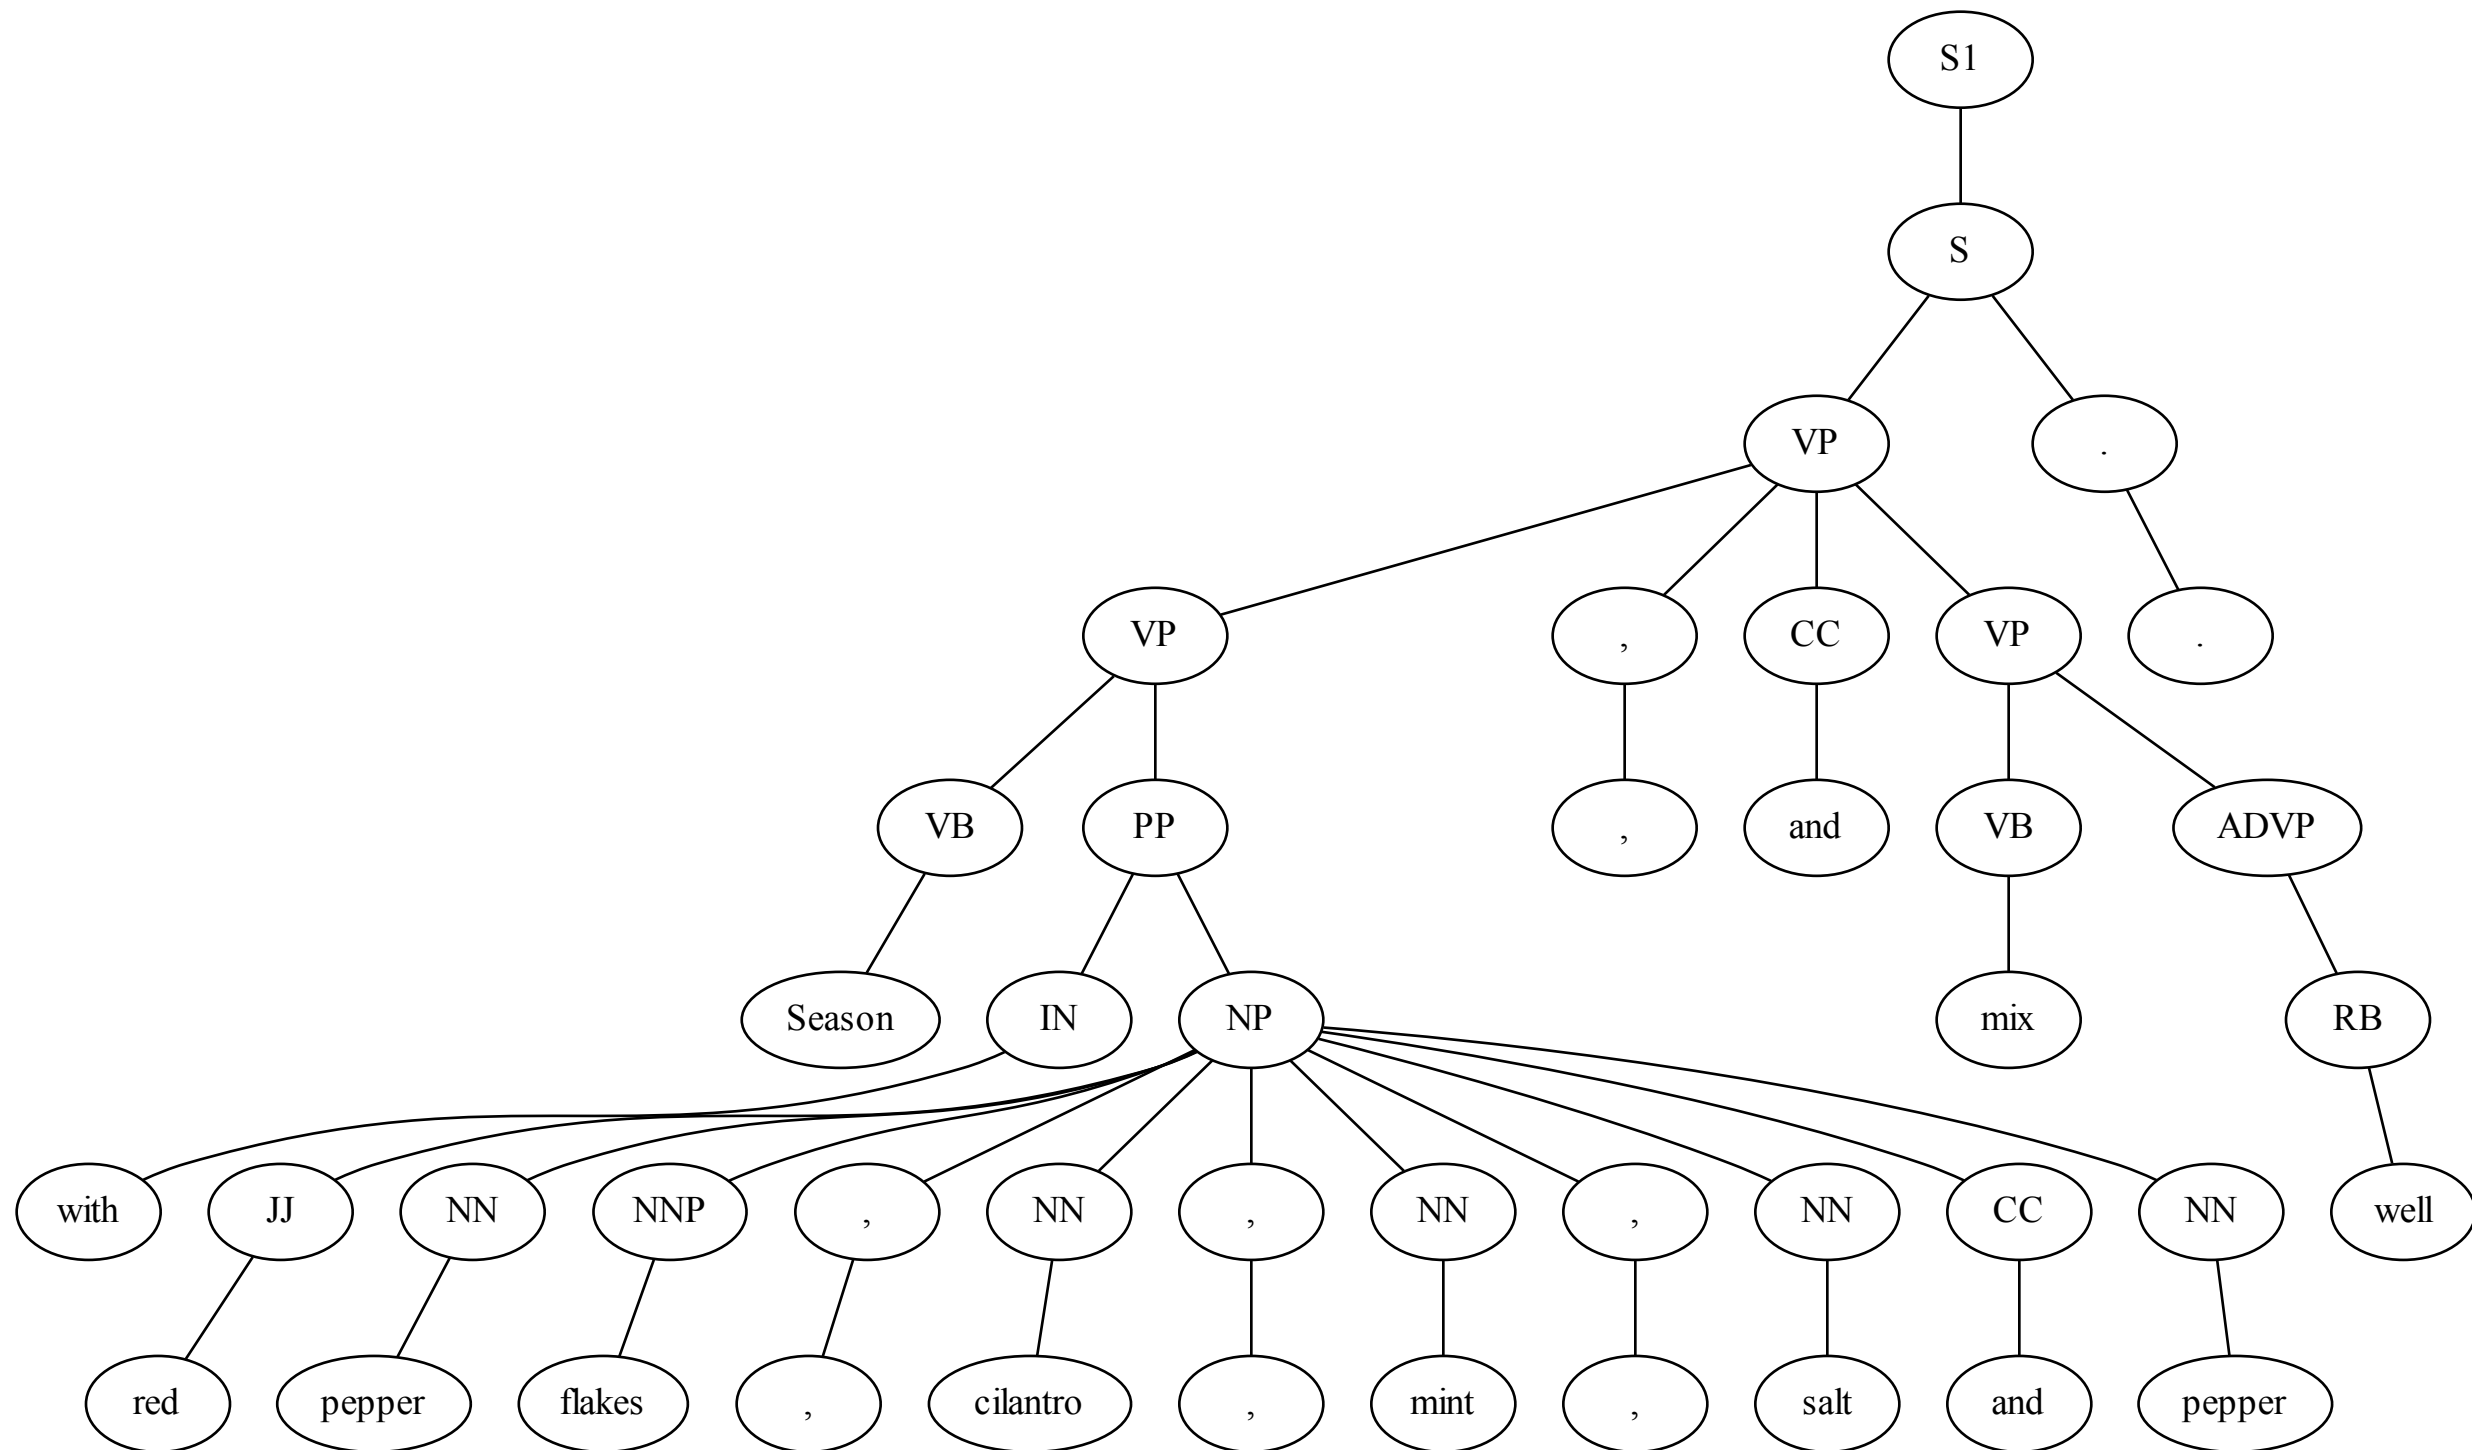 S1
S
VP .
VP , CC VP .
VB PP , and VB ADVP
Season IN NP mix RB
with JJ NN NNP , NN , NN , NN CC NN well
red pepper flakes , cilantro , mint , salt and pepper